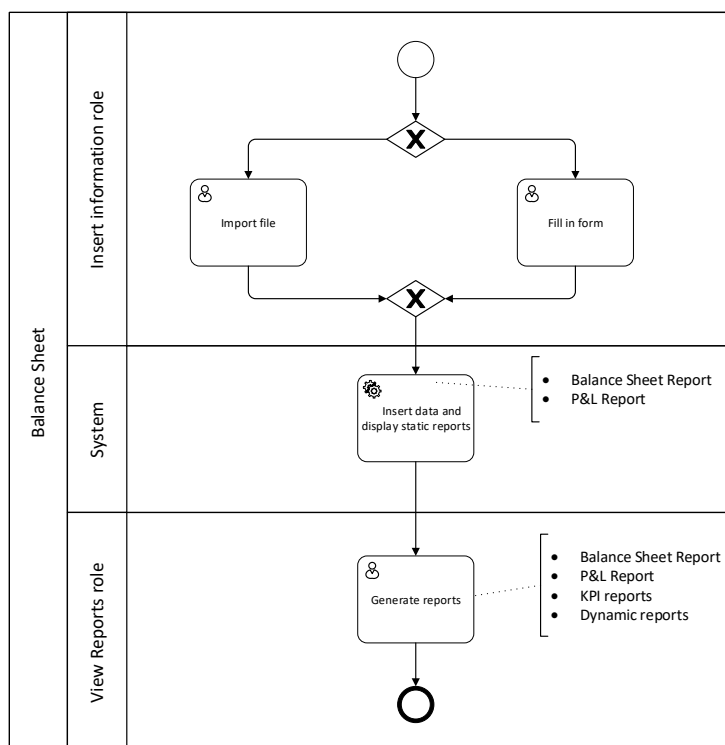 Balance Sheet
Insert information role
Import file
Fill in form
System
Insert data and
display static reports
• Balance Sheet Report
• P&L Report
View Reports role
Generate reports
• Balance Sheet Report
• P&L Report
• KPI reports
• Dynamic reports